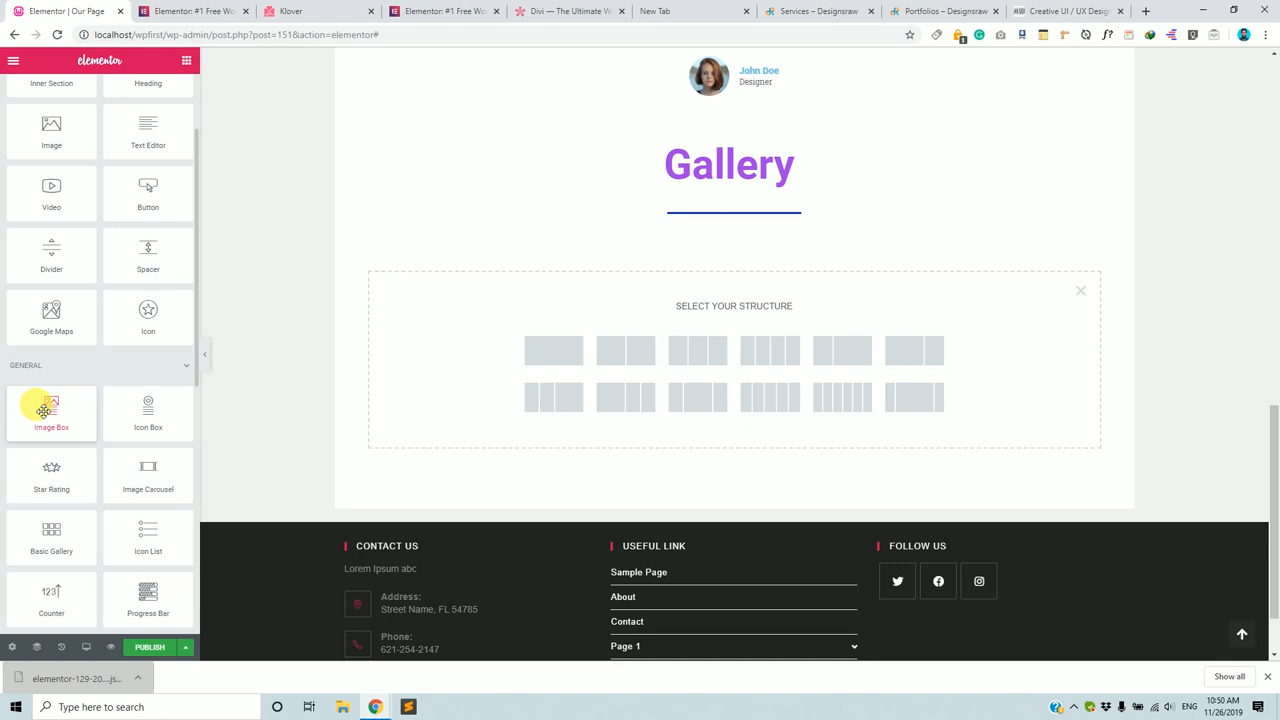 Elementor | Our Page
Elementor | Free Wo
Klover
Elementor: #1 Free Wo
Divi — The Ultimate W
New Tab
Services – Designsraw
Portfolios – Designsraw
Creative UI / UX Desig
localhost/wpfirst/wp-admin/post.php?post=151&action=elementor#
1
elementor
Inner Section
Heading
Image
Text Editor
Video
Button
Divider
Spacer
Google Maps
Icon
GENERAL
Image Box
Icon Box
Star Rating
Image Carousel
Basic Gallery
Icon List
123
Counter
Progress Bar
PUBLISH
John Doe
Designer
Gallery
SELECT YOUR STRUCTURE
CONTACT US
Lorem Ipsum abc
Address:
Street Name, FL 54785
Phone:
621-254-2147
USEFUL LINK
Sample Page
About
Contact
Page 1
FOLLOW US
elementor-129-20....js...
Show all
Type here to search
ENG
10:50 AM
11/26/2019